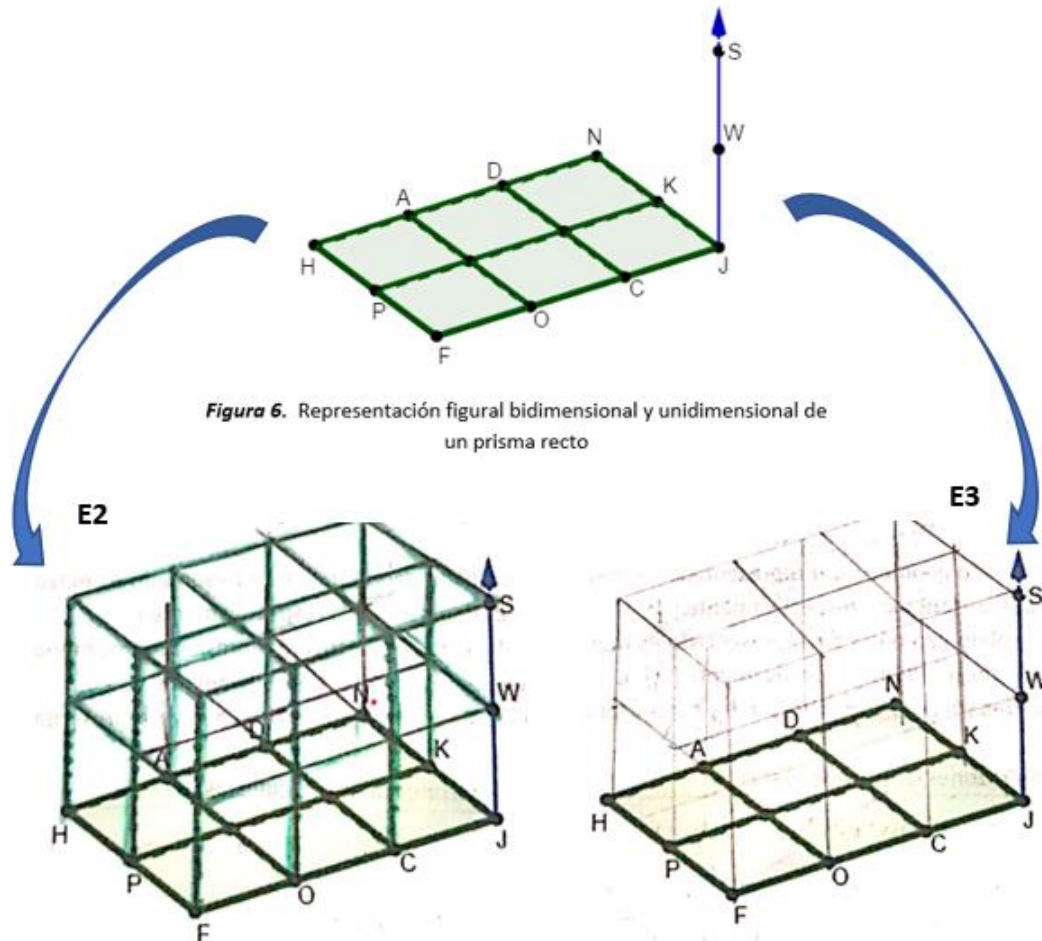 S
W
N
D
K
A
H
J
P
C
O
F
Figura 6. Representación figural bidimensional y unidimensional de
un prisma recto
E2
E3
S
W
N
D
A
K
H
J
P
C
O
F
S
W
N
D
K
A
H
J
P
C
O
F